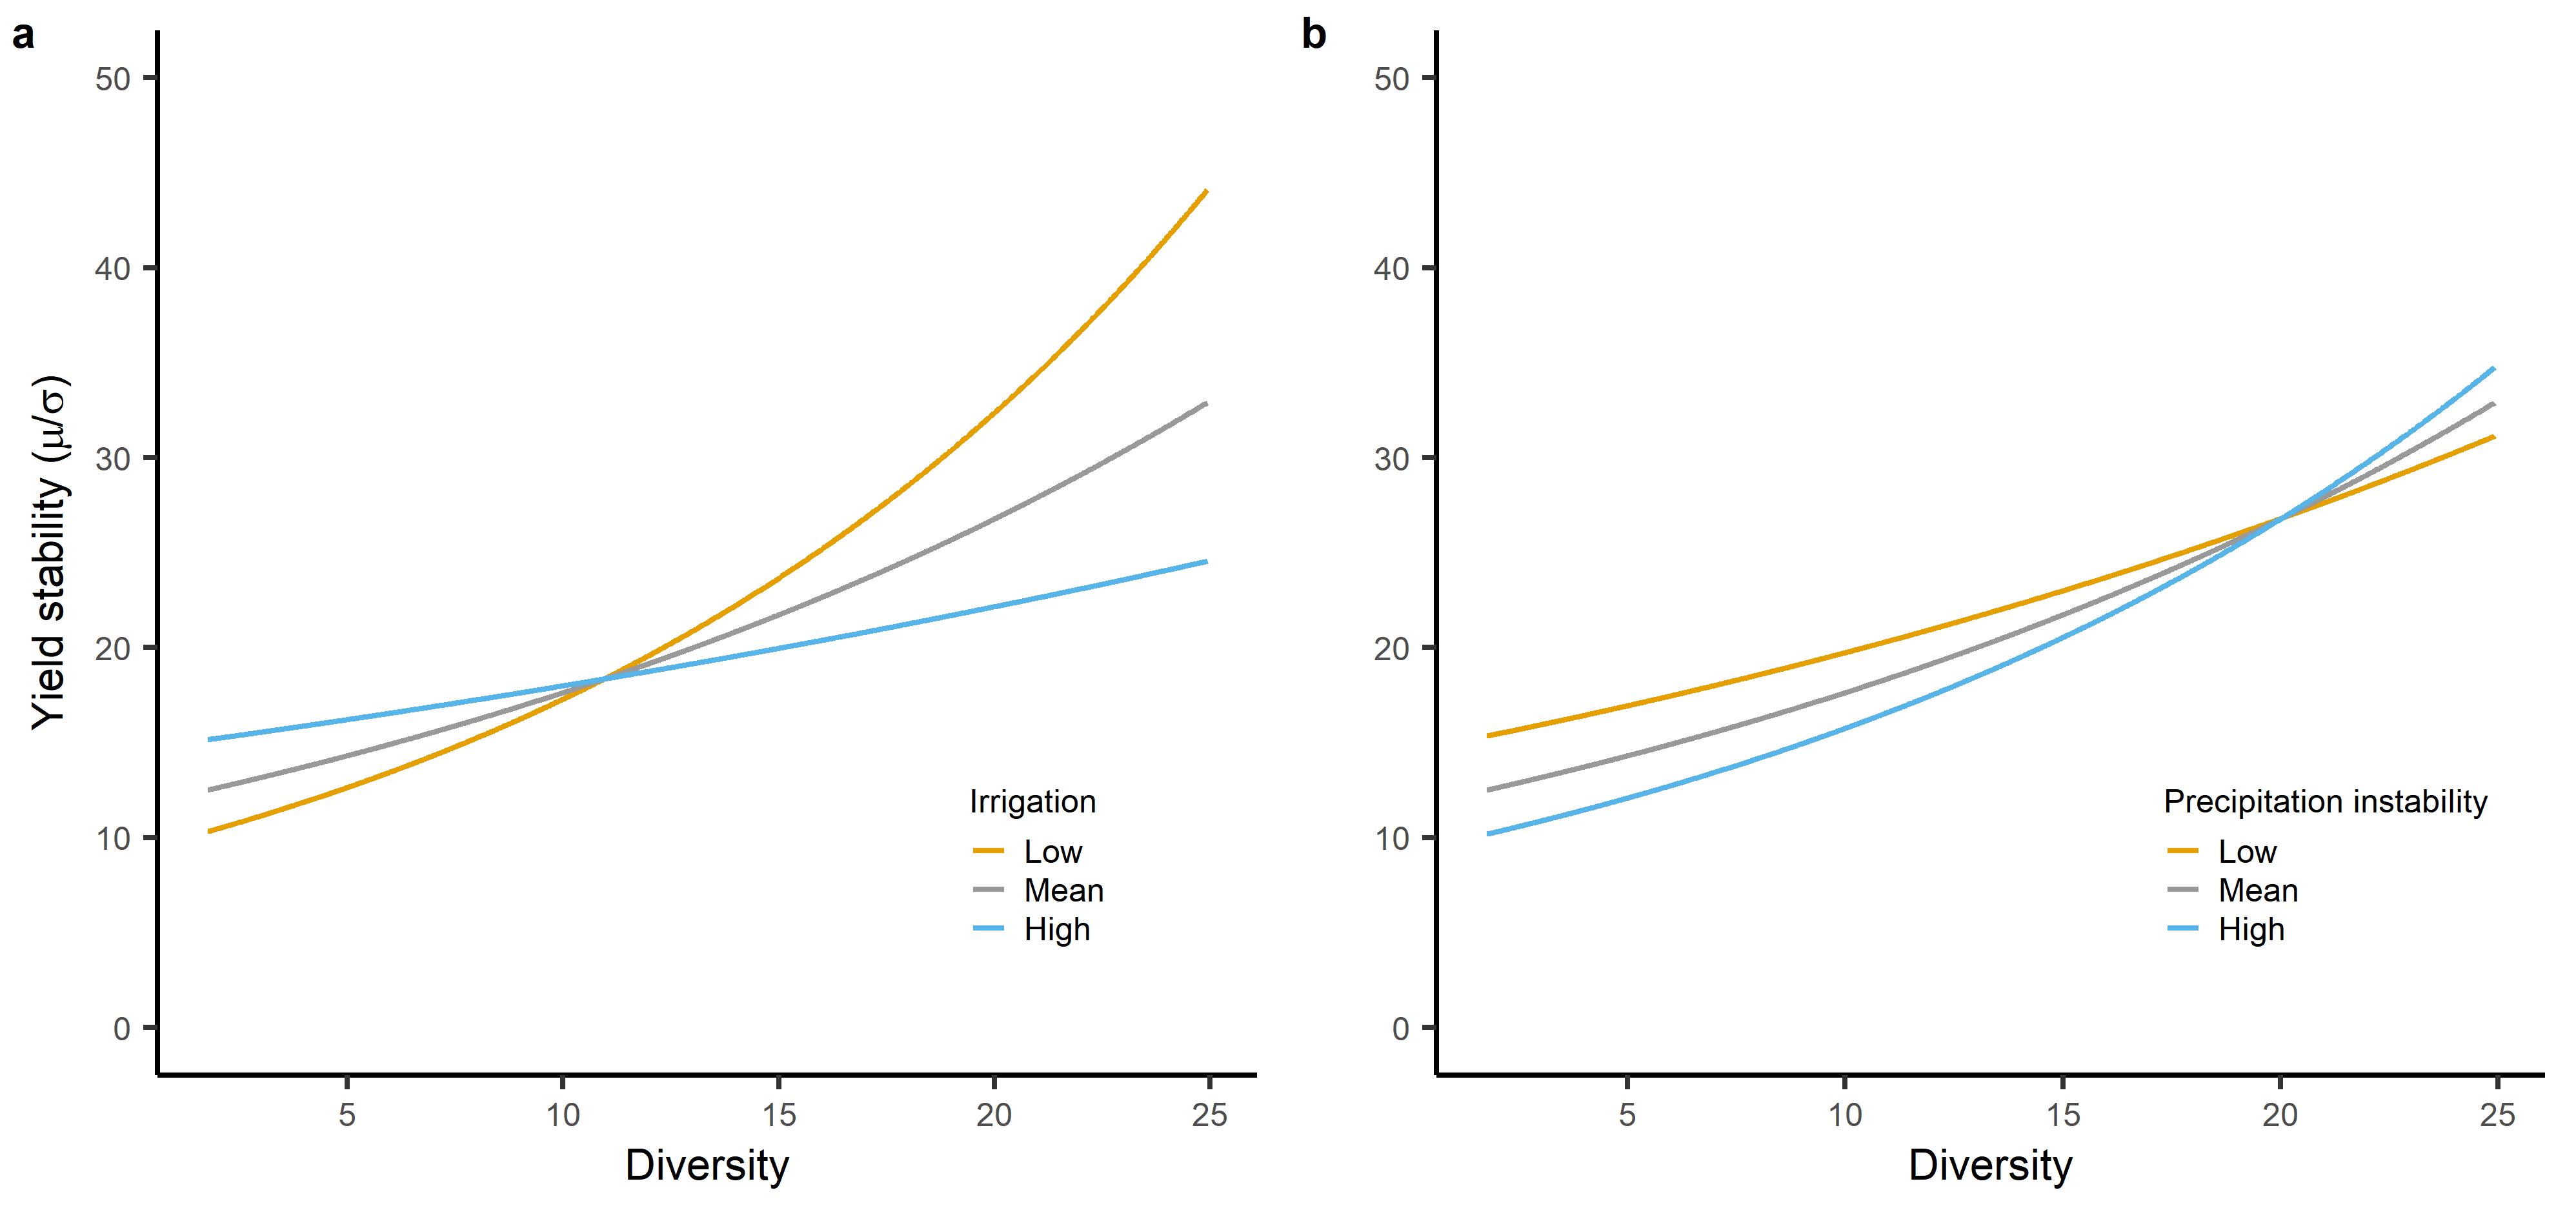 a
50
40
30
20
10
0
Yield stability (μ/σ)
5 10 15 20 25
Diversity
Irrigation
Low
Mean
High
b
50
40
30
20
10
0
5 10 15 20 25
Diversity
Precipitation instability
Low
Mean
High